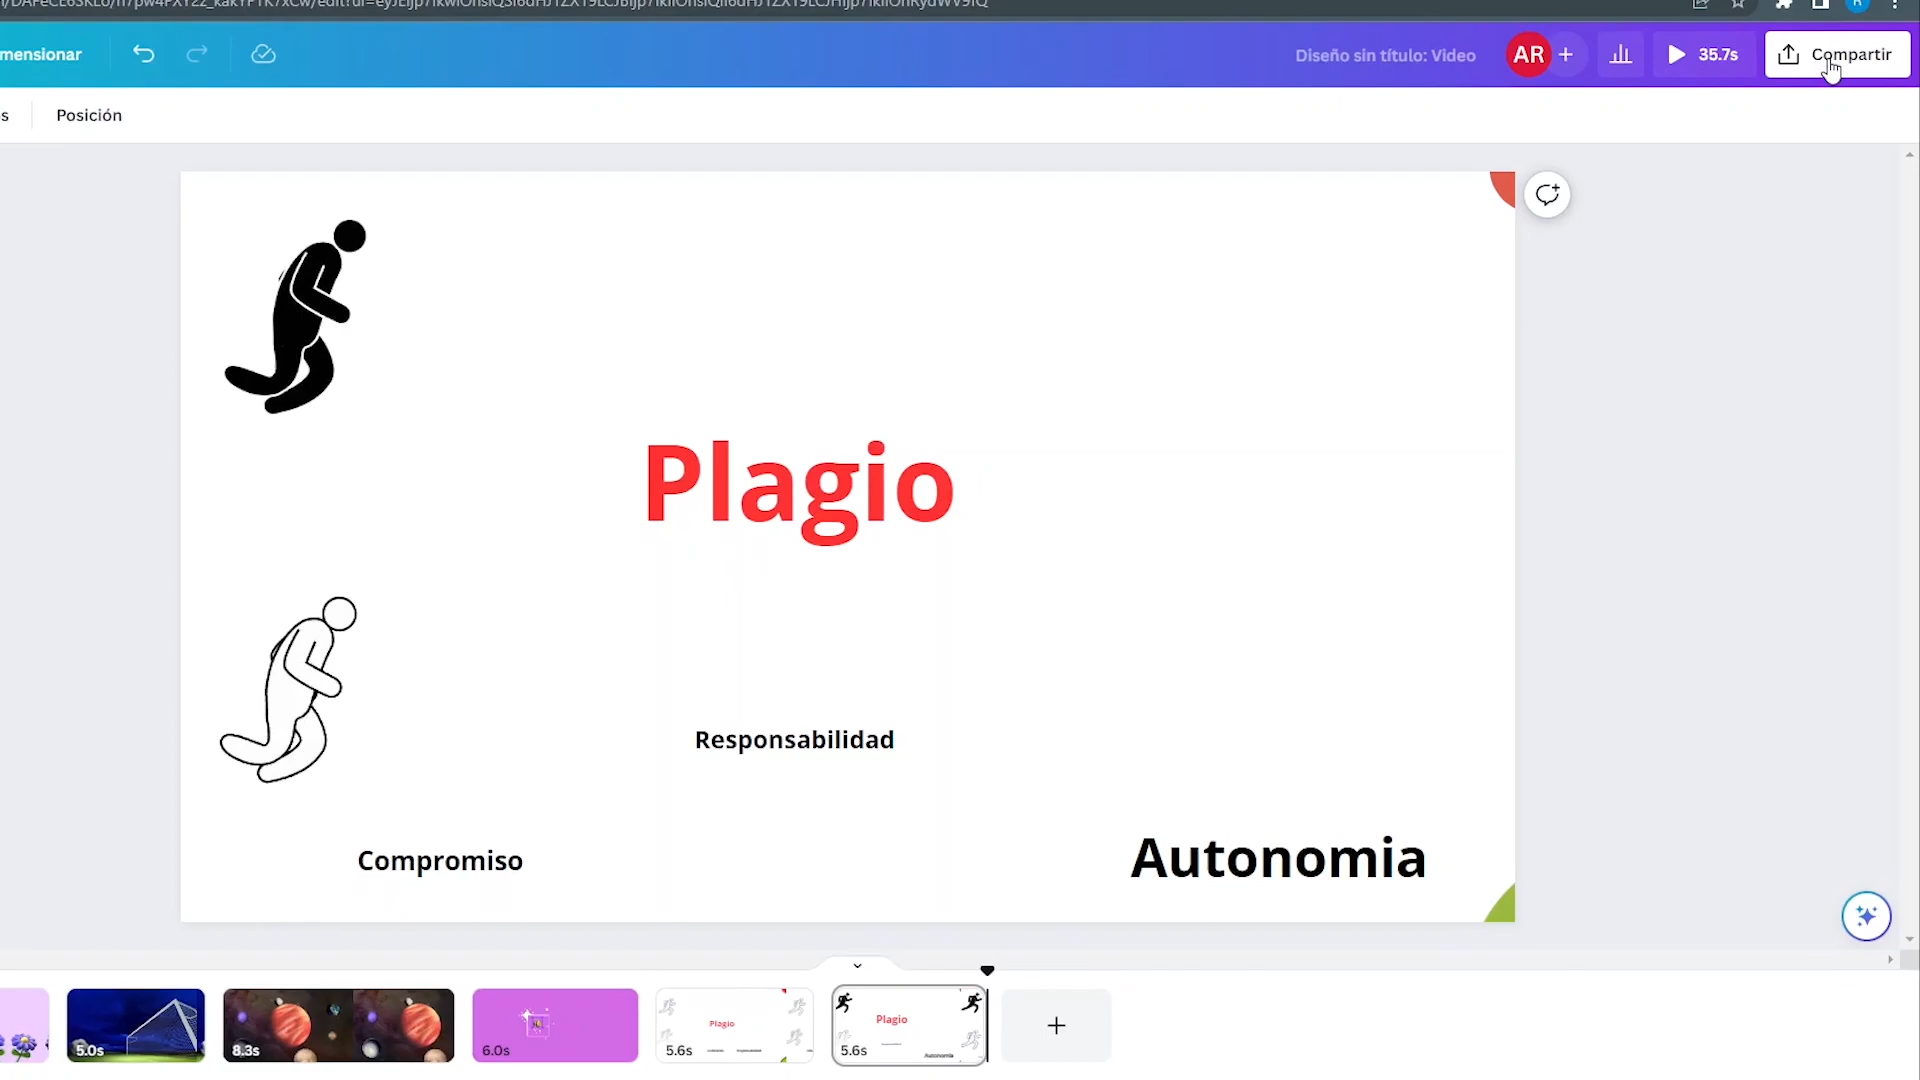 mensionar
Diseño sin título: Video
AR
35.7s
Compartir
s
Posición
Plagio
Responsabilidad
Compromiso
Autonomia
5.0s
8.3s
6.0s
Plagio
5.6s
Plagio
5.6s
Autonomia